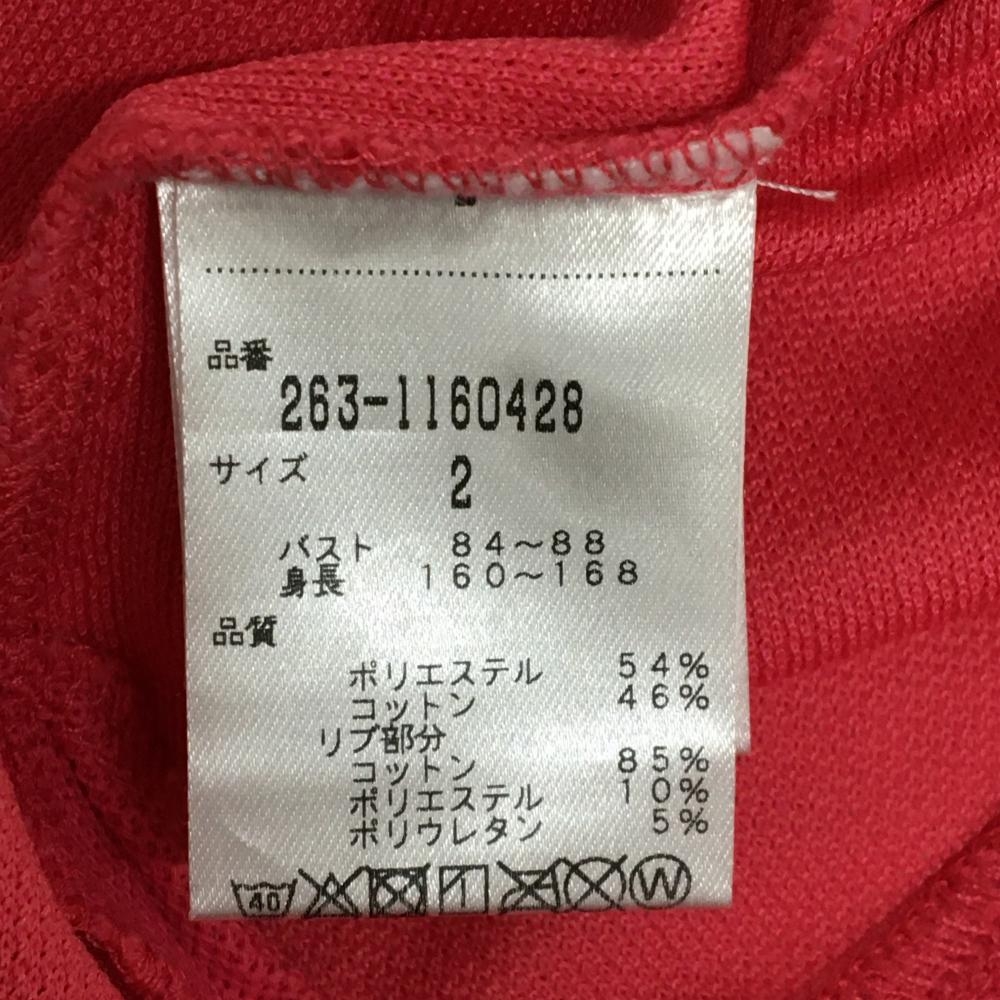 品番
263-1160428
サイズ 2
バスト 84～88
身長 160～168
品質
ポリエステル 54%
コットン 46%
リブ部分
コットン 85%
ポリエステル 10%
ポリウレタン 5%
40 W